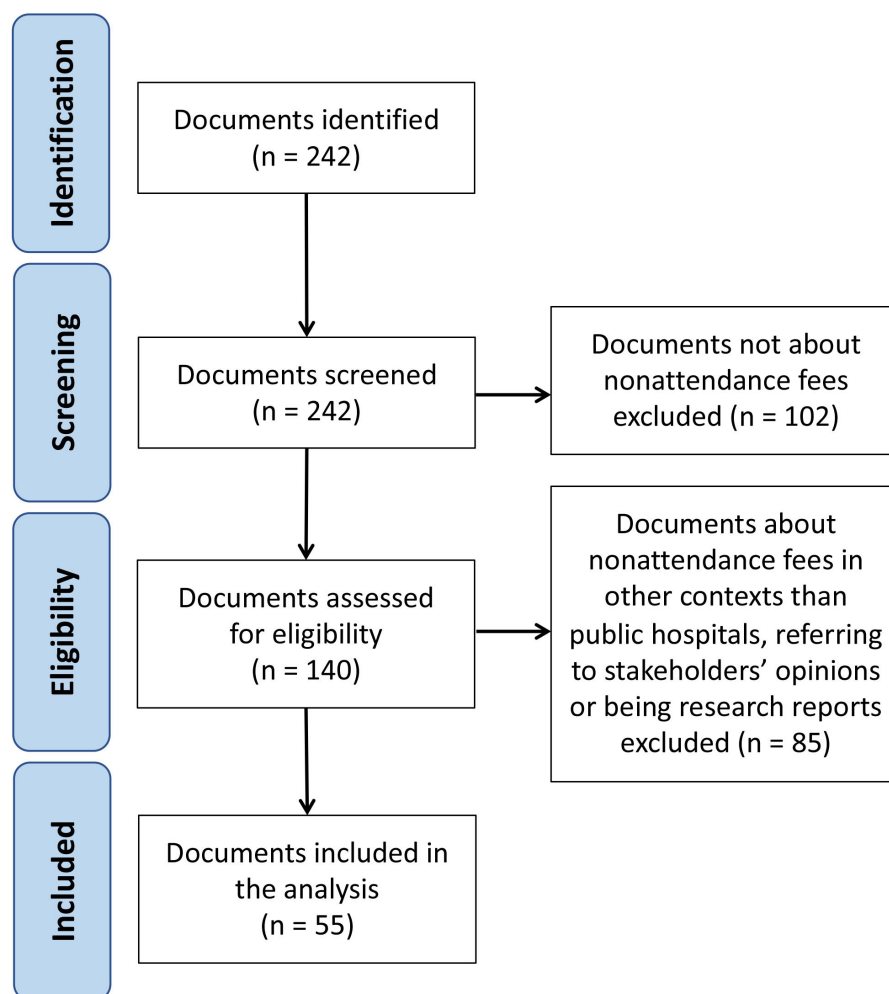 Identification
Documents identified
(n = 242)
Screening
Documents screened
(n = 242)
Documents not about
nonattendance fees
excluded (n = 102)
Eligibility
Documents assessed
for eligibility
(n = 140)
Documents about
nonattendance fees in
other contexts than
public hospitals, referring
to stakeholders’ opinions
or being research reports
excluded (n = 85)
Included
Documents included in
the analysis
(n = 55)